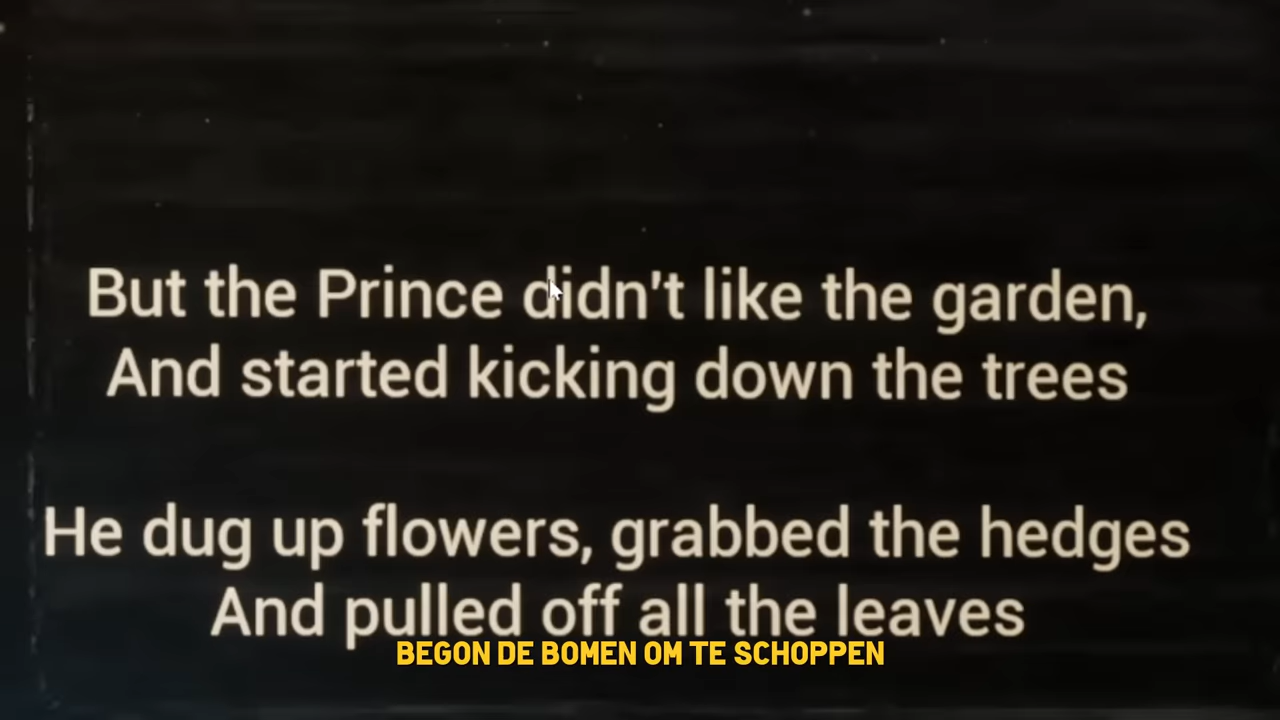 But the Prince didn't like the garden,
And started kicking down the trees
He dug up flowers, grabbed the hedges
And pulled off all the leaves
BEGON DE BOMEN OM TE SCHOPPEN